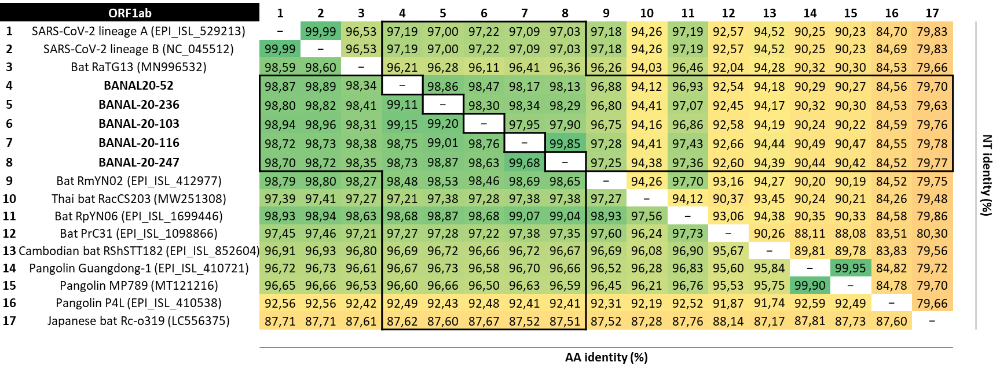 ORF1ab 1 2 3 4 5 6 7 8 9 10 11 12 13 14 15 16 17
1 SARS-CoV-2 lineage A (EPI_ISL_529213) – 99,99 96,53 97,19 97,00 97,22 97,09 97,03 97,18 94,26 97,19 92,57 94,52 90,25 90,23 84,70 79,83
2 SARS-CoV-2 lineage B (NC_045512) 99,99 – 96,53 97,19 97,00 97,22 97,09 97,03 97,18 94,26 97,19 92,57 94,52 90,25 90,23 84,69 79,83
3 Bat RaTG13 (MN996532) 98,59 98,60 – 96,21 96,28 96,11 96,41 96,36 96,26 94,03 96,46 92,04 94,28 90,32 90,30 84,53 79,66
4 BANAL20-52 98,87 98,89 98,34 – 98,86 98,47 98,17 98,13 96,88 94,12 96,93 92,54 94,18 90,29 90,27 84,56 79,70
5 BANAL-20-236 98,80 98,82 98,41 99,11 – 98,30 98,34 98,29 96,80 94,41 97,07 92,45 94,17 90,32 90,30 84,53 79,63
6 BANAL-20-103 98,94 98,96 98,31 99,15 99,20 – 97,95 97,90 96,75 94,16 96,86 92,58 94,19 90,24 90,22 84,59 79,76
7 BANAL-20-116 98,72 98,73 98,38 98,75 99,01 98,76 – 99,85 97,28 94,41 97,43 92,66 94,44 90,49 90,47 84,55 79,78
8 BANAL-20-247 98,70 98,72 98,35 98,73 98,87 98,63 99,68 – 97,25 94,38 97,36 92,60 94,39 90,44 90,42 84,52 79,77
9 Bat RmYN02 (EPI_ISL_412977) 98,79 98,80 98,27 98,48 98,53 98,46 98,69 98,65 – 94,26 97,70 93,16 94,27 90,20 90,19 84,52 79,75
10 Thai bat RacCS203 (MW251308) 97,39 97,41 97,27 97,21 97,38 97,28 97,38 97,38 97,27 – 94,12 90,37 93,45 90,24 90,21 84,26 79,48
11 Bat RpYN06 (EPI_ISL_1699446) 98,93 98,94 98,63 98,68 98,87 98,68 99,07 99,04 98,93 97,56 – 93,06 94,38 90,35 90,33 84,58 79,86
12 Bat PrC31 (EPI_ISL_1098866) 97,45 97,46 97,21 97,27 97,28 97,22 97,38 97,35 97,60 96,24 97,73 – 90,26 88,11 88,08 83,51 80,30
13 Cambodian bat RShSTT182 (EPI_ISL_852604) 96,91 96,93 96,80 96,69 96,72 96,66 96,72 96,67 96,69 96,08 96,90 95,67 – 89,81 89,78 83,83 79,56
14 Pangolin Guangdong-1 (EPI_ISL_410721) 96,72 96,73 96,61 96,67 96,73 96,58 96,70 96,66 96,52 96,28 96,83 95,60 95,84 – 99,95 84,82 79,72
15 Pangolin MP789 (MT121216) 96,65 96,66 96,53 96,60 96,66 96,50 96,63 96,59 96,45 96,21 96,76 95,53 95,75 99,90 – 84,78 79,70
16 Pangolin P4L (EPI_ISL_410538) 92,56 92,56 92,42 92,49 92,43 92,48 92,41 92,41 92,31 92,19 92,52 91,87 91,74 92,59 92,49 – 79,66
17 Japanese bat Rc-o319 (LC556375) 87,71 87,71 87,61 87,62 87,60 87,67 87,52 87,51 87,52 87,28 87,76 88,14 87,17 87,81 87,73 87,60 –
NT identity (%)
AA identity (%)